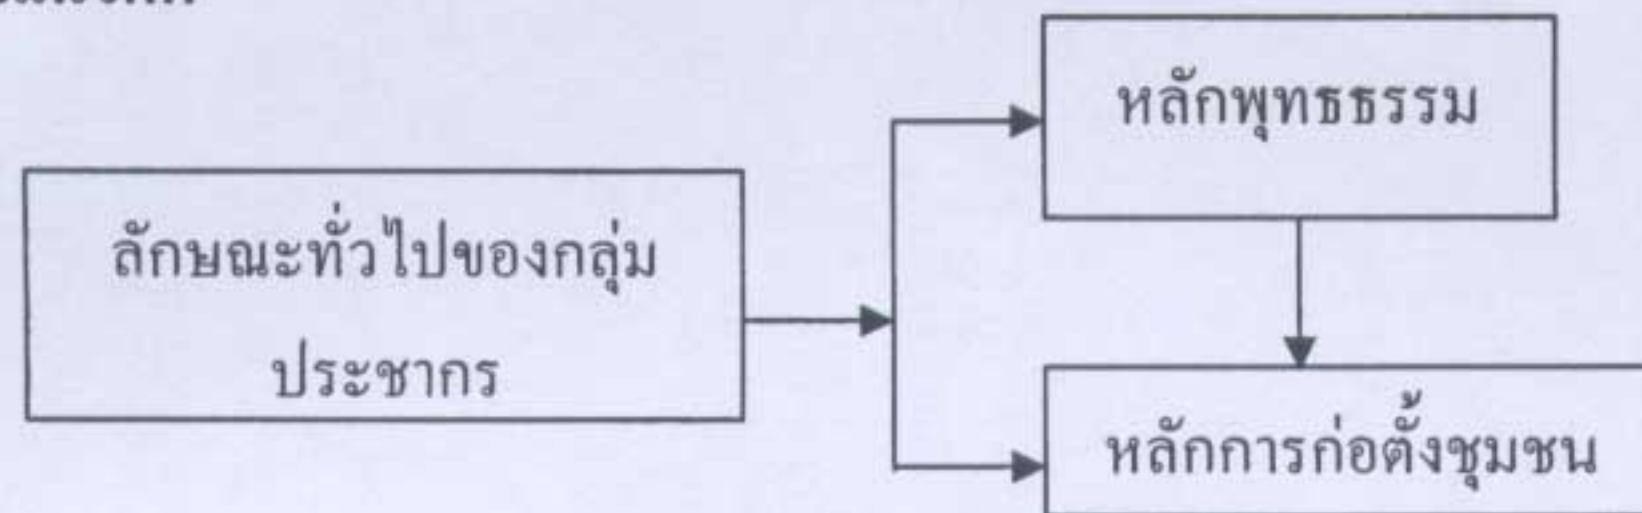 หลักพุทธธรรม
ลักษณะทั่วไปของกลุ่ม
ประชากร
หลักการก่อตั้งชุมชน